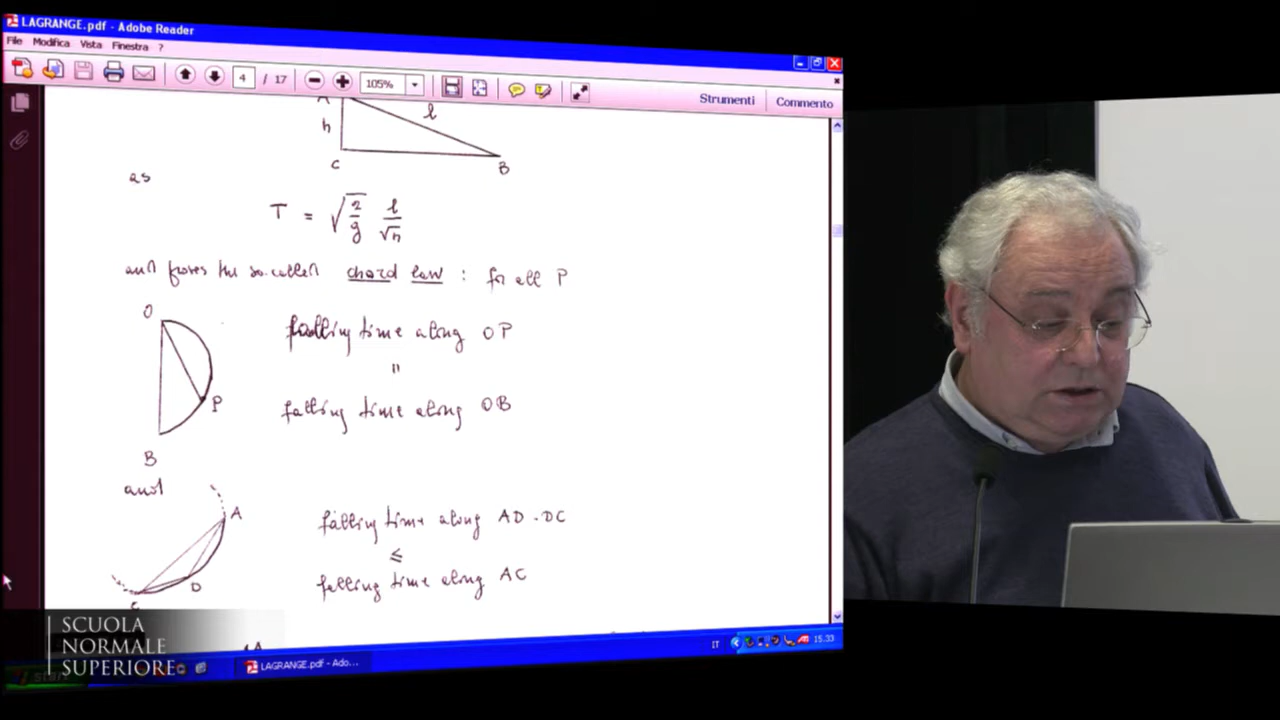 LAGRANGE.pdf - Adobe Reader
File Modifica Vista Finestra ?
4 / 17 105% Strumenti Commento
A
l
h
C
B
as
T = √2/g l/√h
and proves the so-called chord law : for all P
O
falling time along OP
"
P
falling time along OB
B
and
A
falling time along AD-DC
≤
D
falling time along AC
C
SCUOLA
NORMALE
SUPERIORE
start
LAGRANGE.pdf - Ado...
IT
15.33